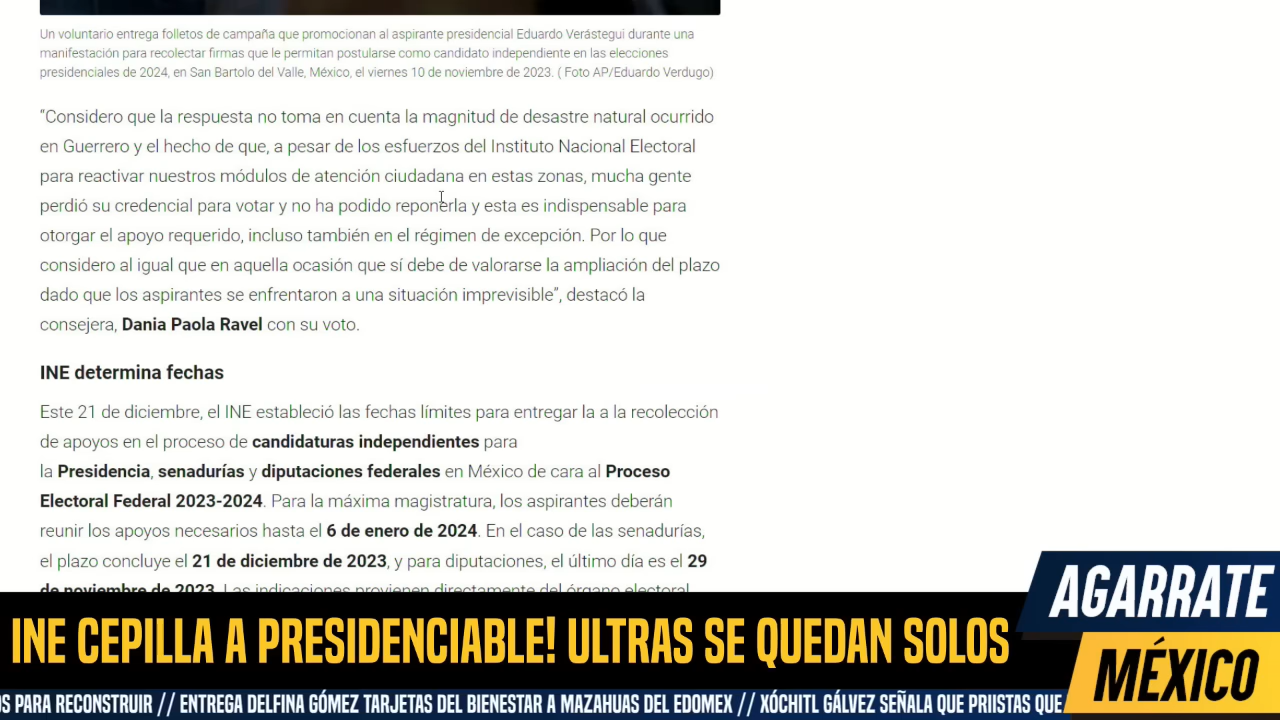 Un voluntario entrega folletos de campaña que promocionan al aspirante presidencial Eduardo Verástegui durante una
manifestación para recolectar firmas que le permitan postularse como candidato independiente en las elecciones
presidenciales de 2024, en San Bartolo del Valle, México, el viernes 10 de noviembre de 2023. ( Foto AP/Eduardo Verdugo)
“Considero que la respuesta no toma en cuenta la magnitud de desastre natural ocurrido
en Guerrero y el hecho de que, a pesar de los esfuerzos del Instituto Nacional Electoral
para reactivar nuestros módulos de atención ciudadana en estas zonas, mucha gente
perdió su credencial para votar y no ha podido reponerla y esta es indispensable para
otorgar el apoyo requerido, incluso también en el régimen de excepción. Por lo que
considero al igual que en aquella ocasión que sí debe de valorarse la ampliación del plazo
dado que los aspirantes se enfrentaron a una situación imprevisible”, destacó la
consejera, Dania Paola Ravel con su voto.
INE determina fechas
Este 21 de diciembre, el INE estableció las fechas límites para entregar la a la recolección
de apoyos en el proceso de candidaturas independientes para
la Presidencia, senadurías y diputaciones federales en México de cara al Proceso
Electoral Federal 2023-2024. Para la máxima magistratura, los aspirantes deberán
reunir los apoyos necesarios hasta el 6 de enero de 2024. En el caso de las senadurías,
el plazo concluye el 21 de diciembre de 2023, y para diputaciones, el último día es el 29
de noviembre de 2023. Las indicaciones provienen directamente del órgano electoral
INE CEPILLA A PRESIDENCIABLE! ULTRAS SE QUEDAN SOLOS
AGARRATE
MÉXICO
OS PARA RECONSTRUIR // ENTREGA DELFINA GÓMEZ TARJETAS DEL BIENESTAR A MAZAHUAS DEL EDOMEX // XÓCHITL GÁLVEZ SEÑALA QUE PRIISTAS QUE